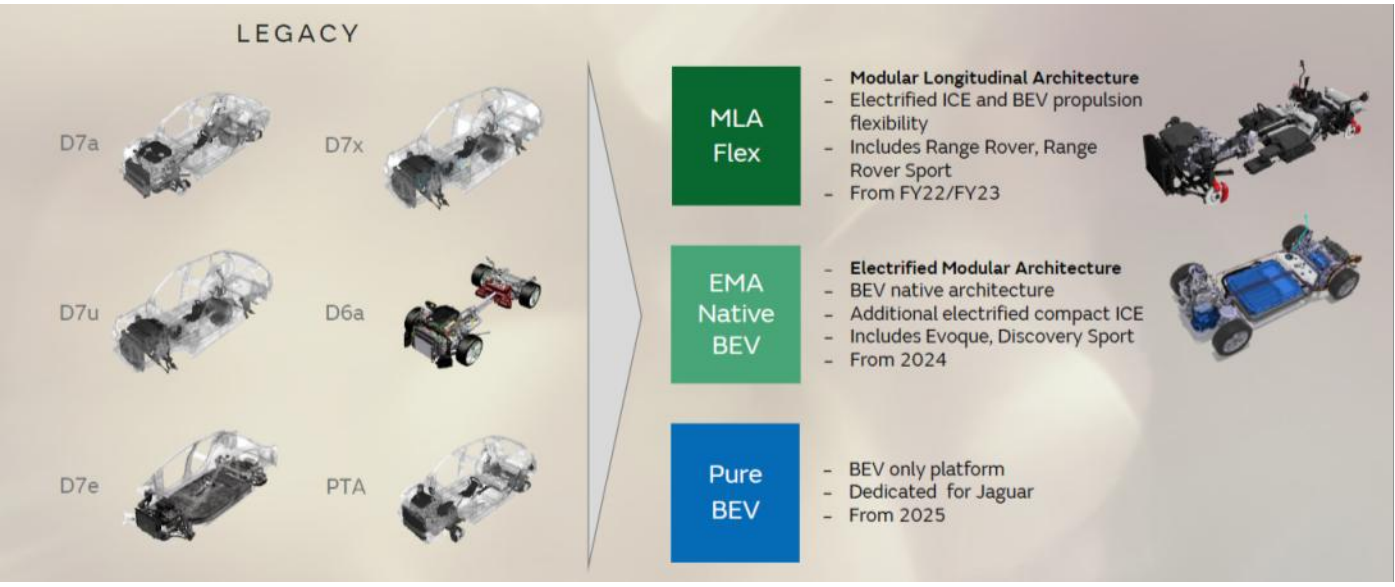 LEGACY
D7a
D7x
D7u
D6a
D7e
PTA
MLA
Flex
- Modular Longitudinal Architecture
- Electrified ICE and BEV propulsion
flexibility
- Includes Range Rover, Range
Rover Sport
- From FY22/FY23
EMA
Native
BEV
- Electrified Modular Architecture
- BEV native architecture
- Additional electrified compact ICE
- Includes Evoque, Discovery Sport
- From 2024
Pure
BEV
- BEV only platform
- Dedicated for Jaguar
- From 2025